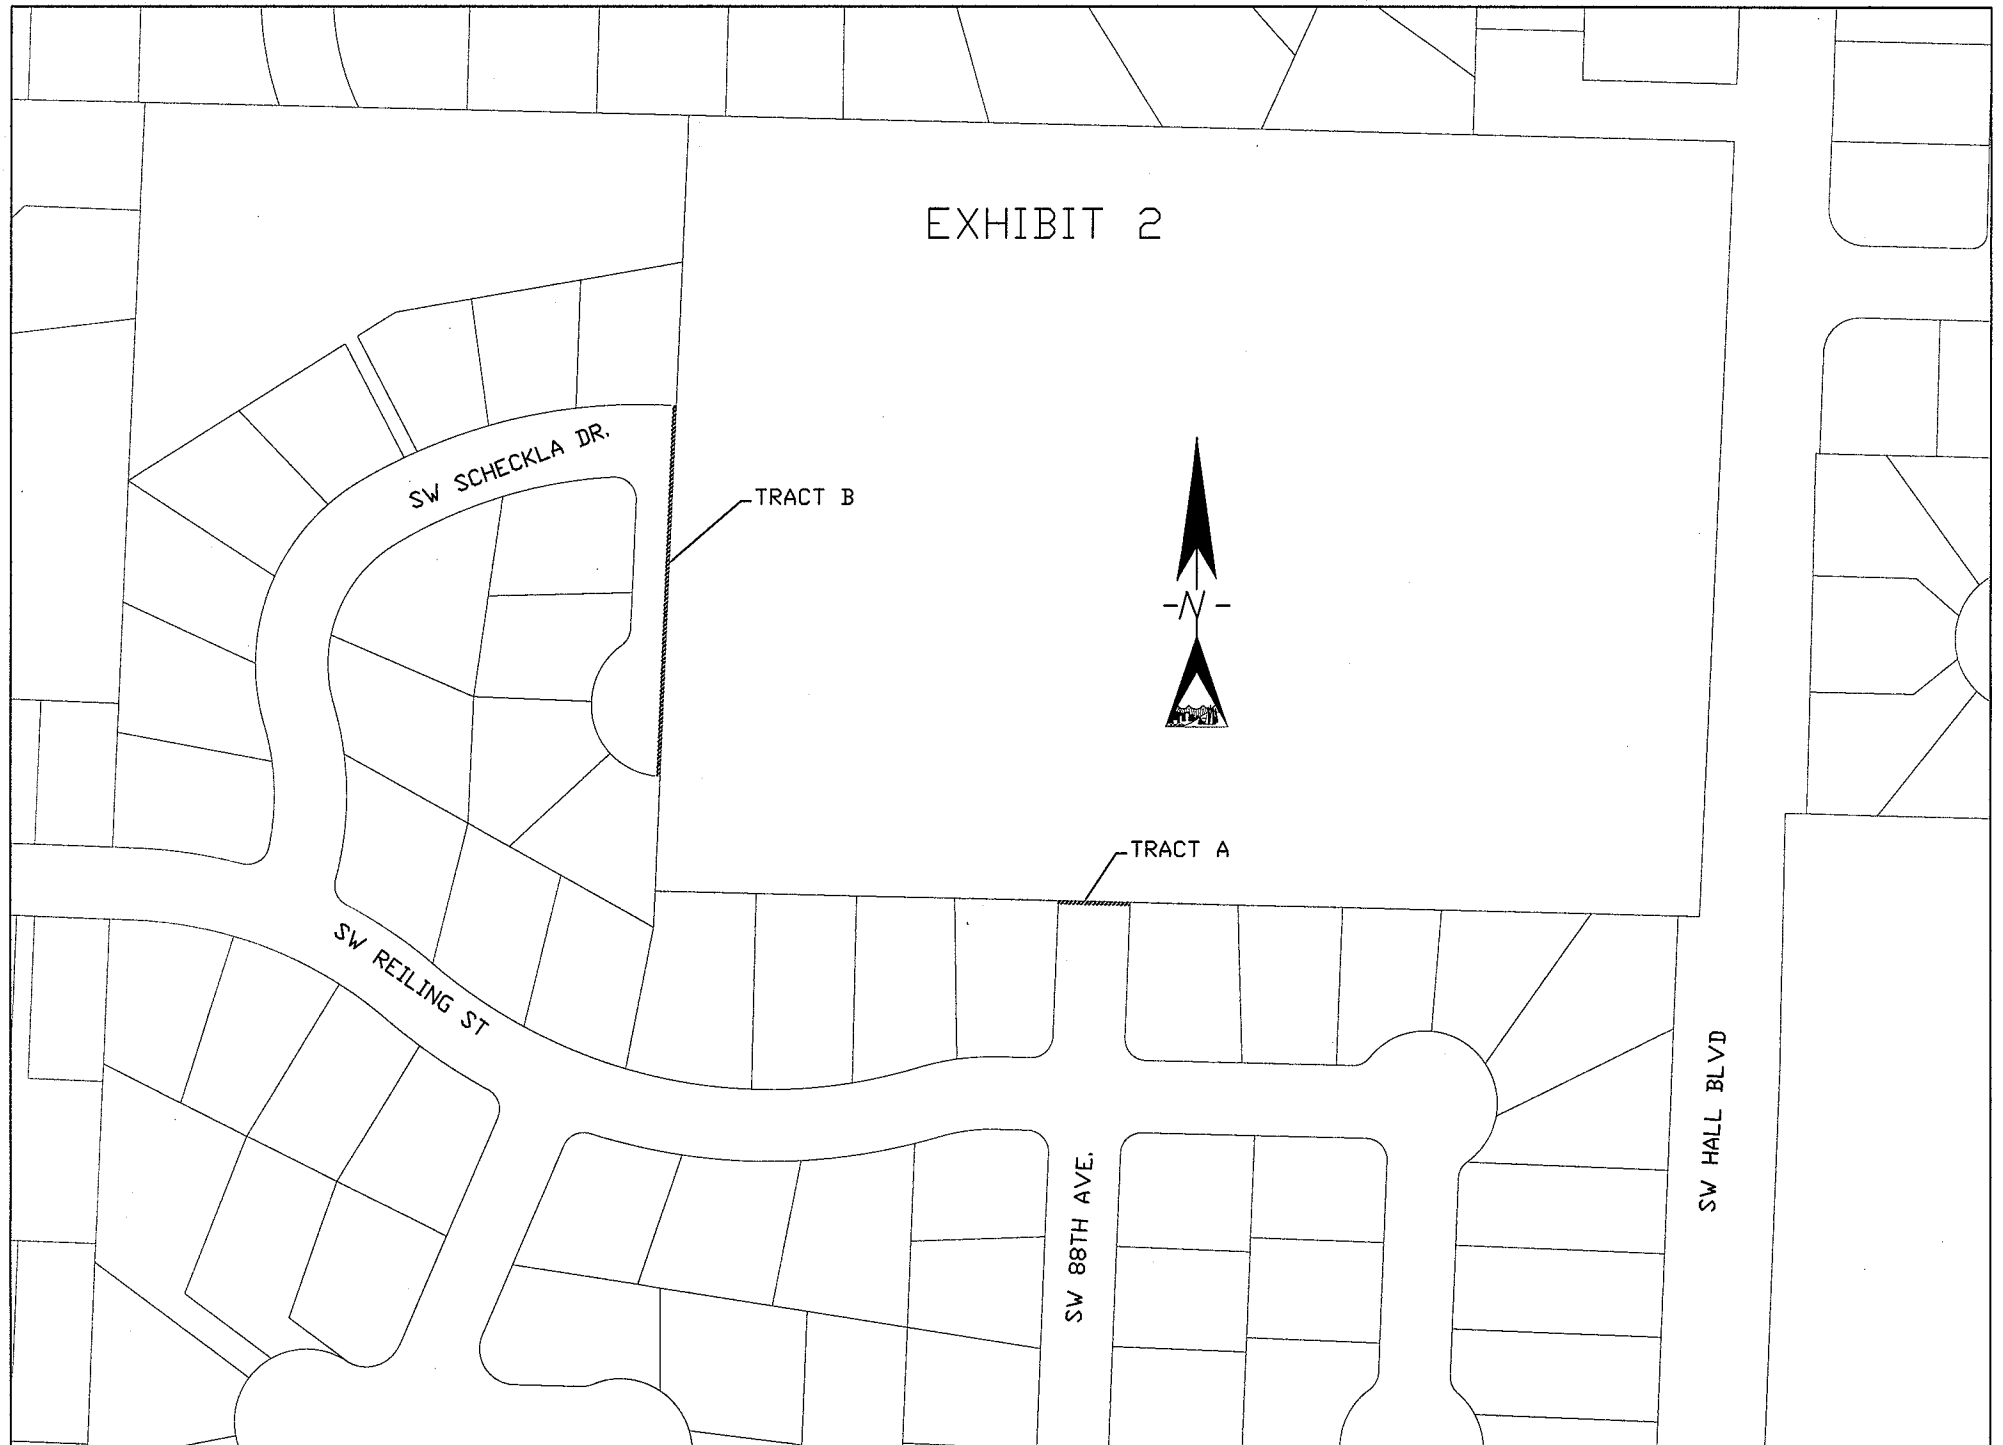 EXHIBIT 2
SW SCHECKLA DR.
TRACT B
-N-
TRACT A
SW REILING ST
SW HALL BLVD
SW 88TH AVE.